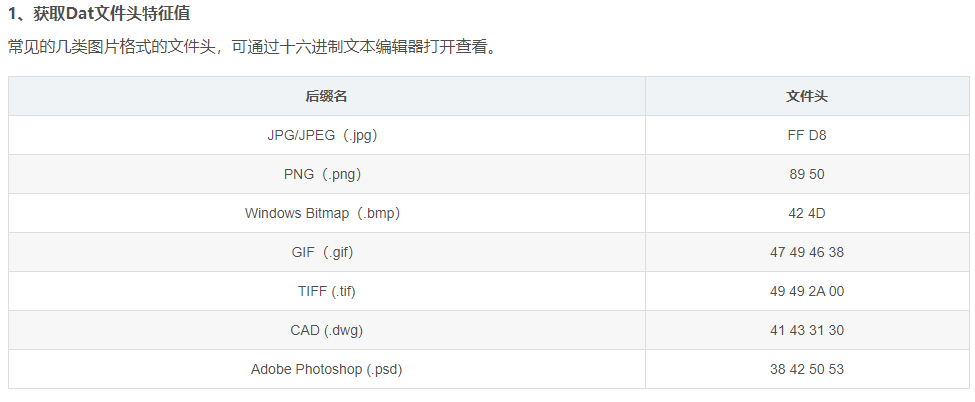 1、获取Dat文件头特征值
常见的几类图片格式的文件头，可通过十六进制文本编辑器打开查看。
后缀名 文件头
JPG/JPEG（.jpg） FF D8
PNG（.png） 89 50
Windows Bitmap（.bmp） 42 4D
GIF（.gif） 47 49 46 38
TIFF (.tif) 49 49 2A 00
CAD (.dwg) 41 43 31 30
Adobe Photoshop (.psd) 38 42 50 53